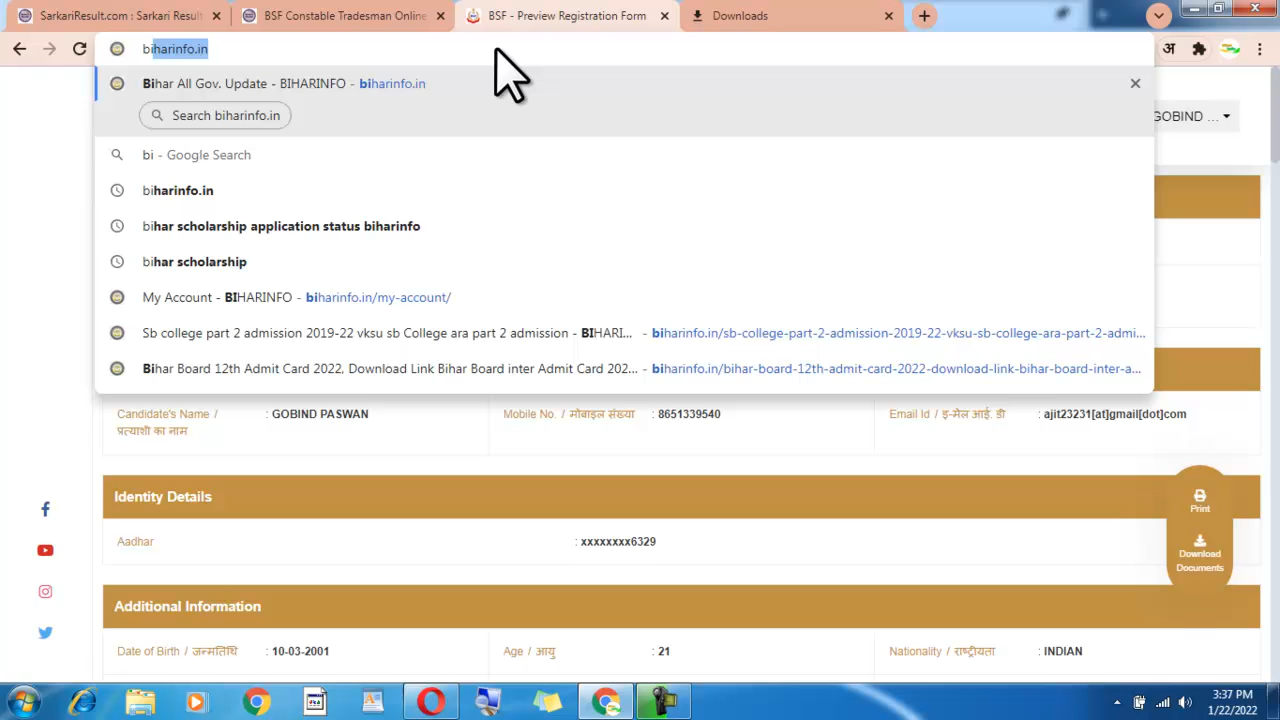 SarkariResult.com : Sarkari Result
BSF Constable Tradesman Online
BSF - Preview Registration Form
Downloads
biharinfo.in
अ
Bihar All Gov. Update - BIHARINFO - biharinfo.in
Search biharinfo.in
GOBIND ...
bi - Google Search
biharinfo.in
bihar scholarship application status biharinfo
bihar scholarship
My Account - BIHARINFO - biharinfo.in/my-account/
Sb college part 2 admission 2019-22 vksu sb College ara part 2 admission - BIHARI... - biharinfo.in/sb-college-part-2-admission-2019-22-vksu-sb-college-ara-part-2-admi...
Bihar Board 12th Admit Card 2022, Download Link Bihar Board inter Admit Card 202... - biharinfo.in/bihar-board-12th-admit-card-2022-download-link-bihar-board-inter-a...
Candidate's Name / : GOBIND PASWAN Mobile No. / मोबाइल संख्या : 8651339540 Email Id / इ-मेल आई. डी : ajit23231[at]gmail[dot]com
प्रत्याशी का नाम
Identity Details
Print
Aadhar : xxxxxxxx6329
Download
Documents
Additional Information
Date of Birth / जन्मतिथि : 10-03-2001 Age / आयु : 21 Nationality / राष्ट्रीयता : INDIAN
3:37 PM
1/22/2022